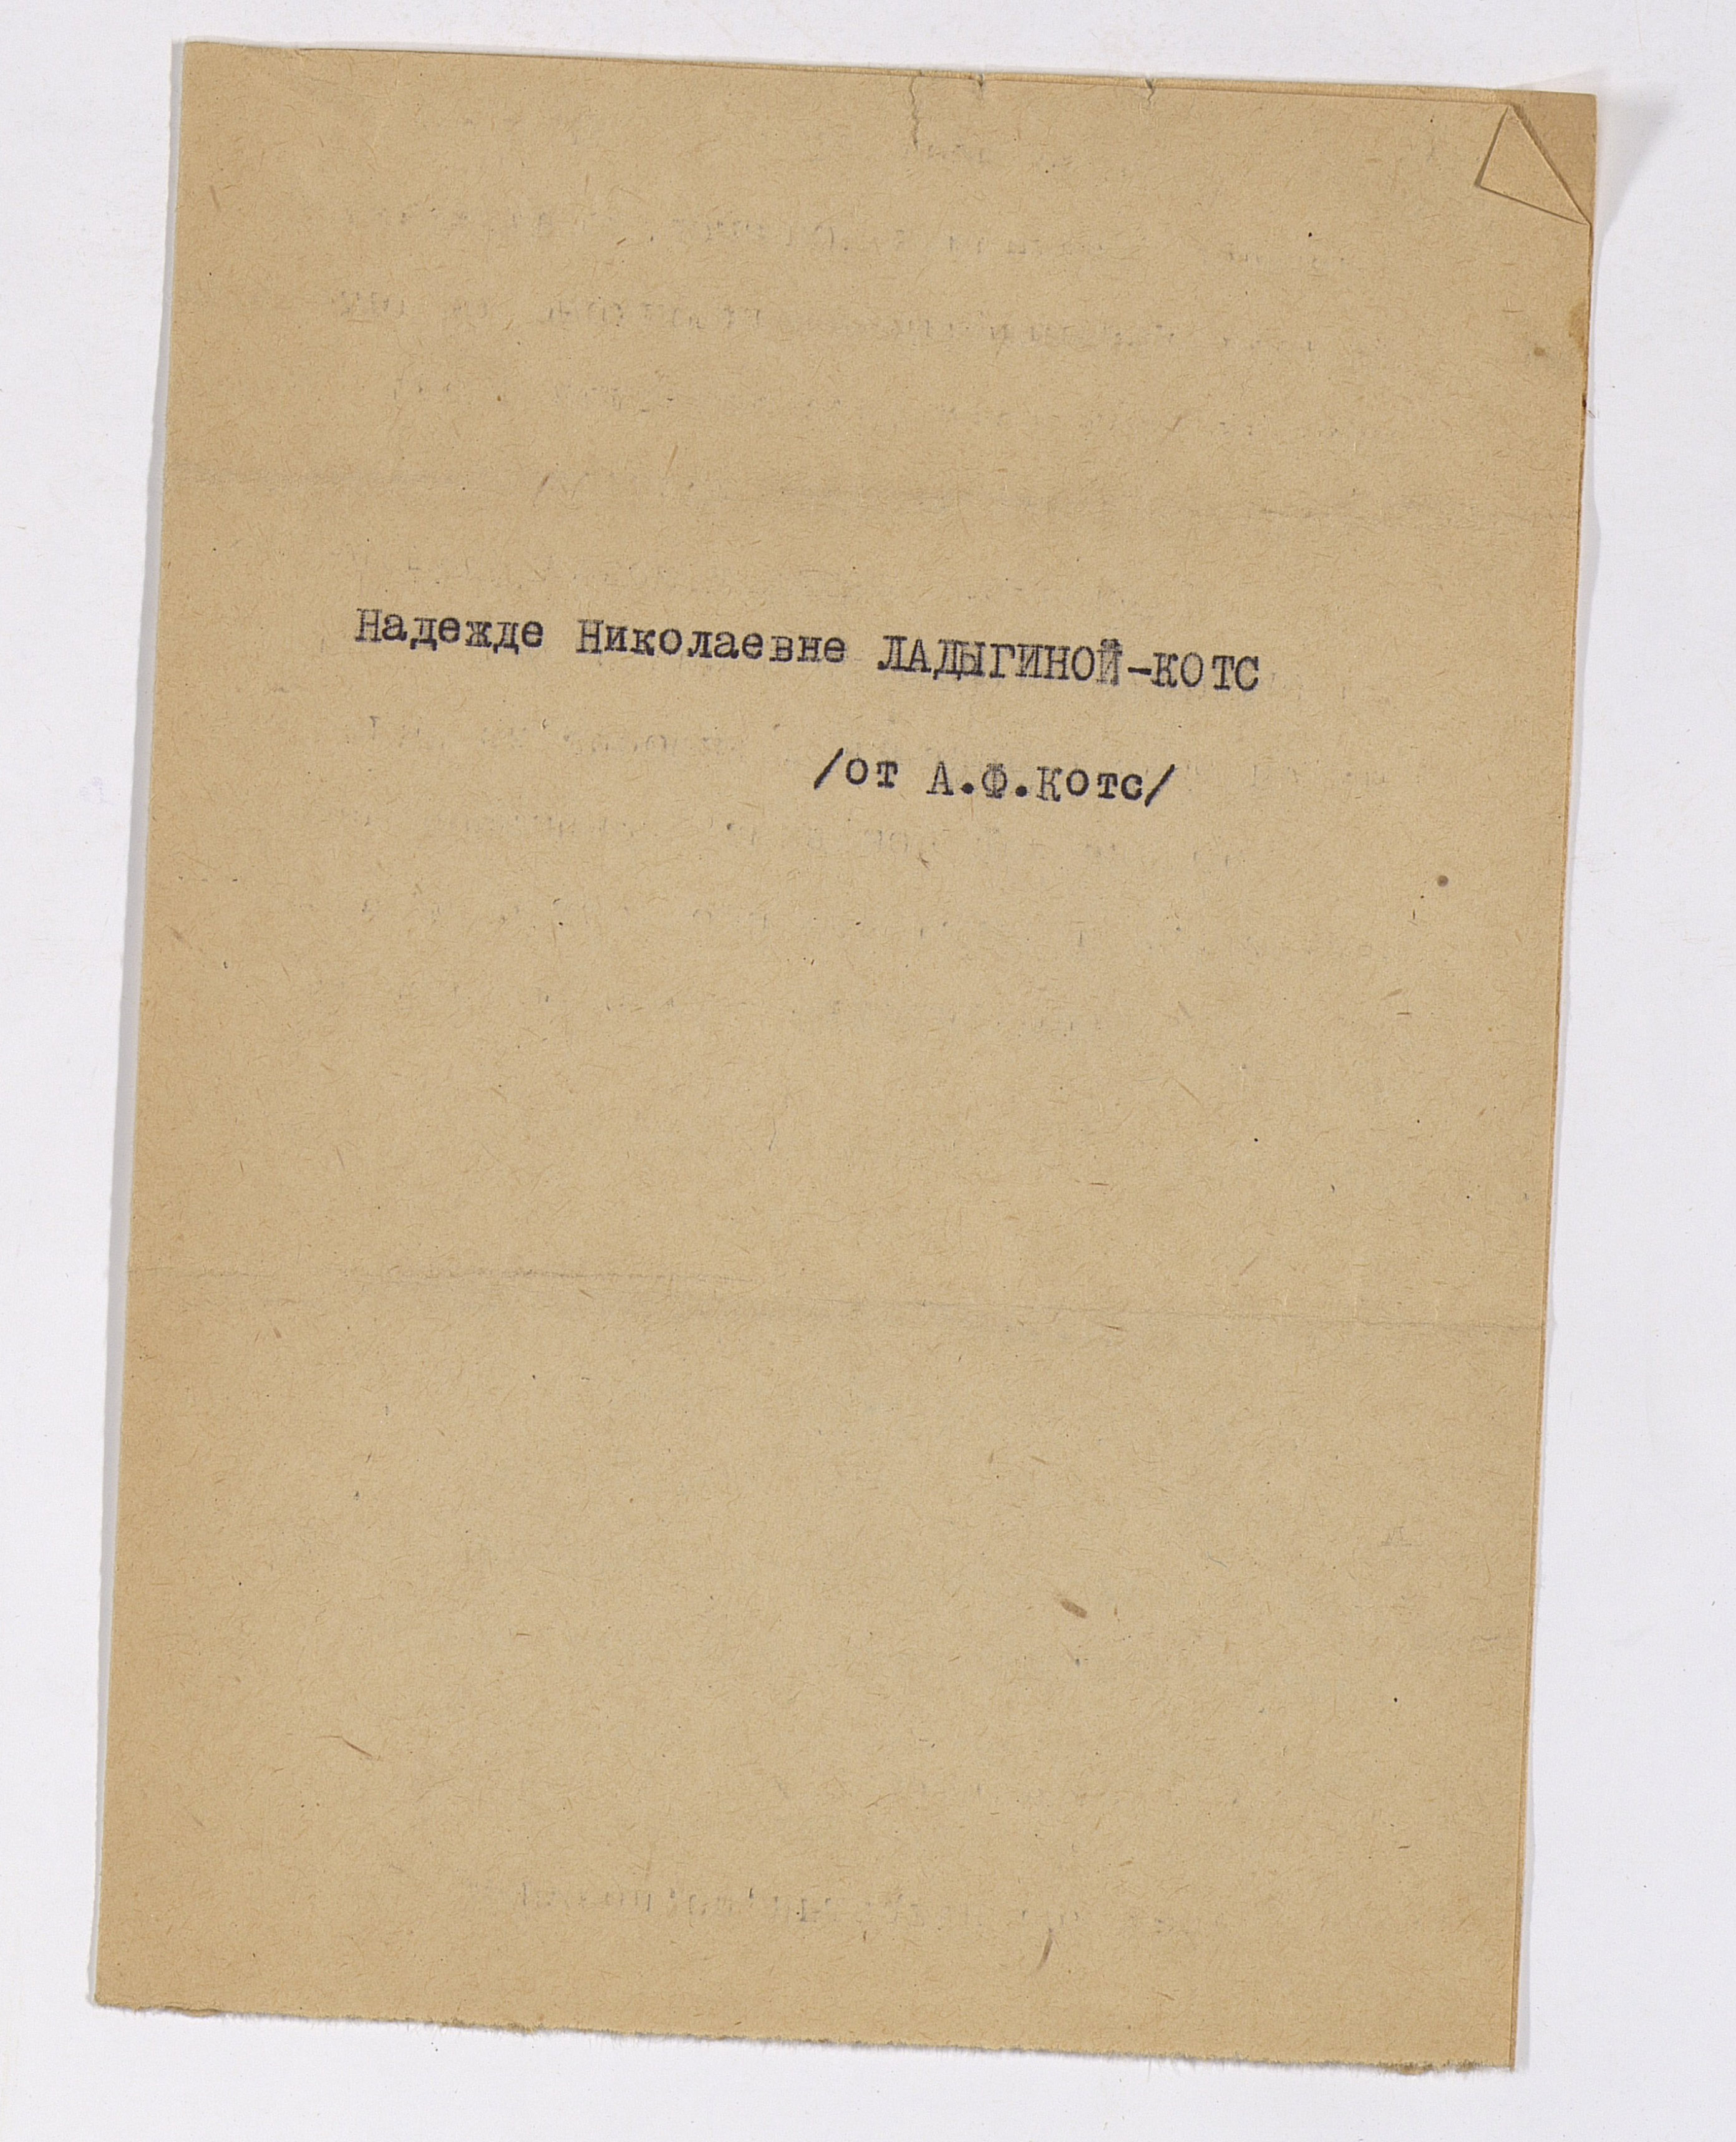 Надежде Николаевне ЛАДЫГИНОЙ-КОТС
/от А.Ф.Котс/